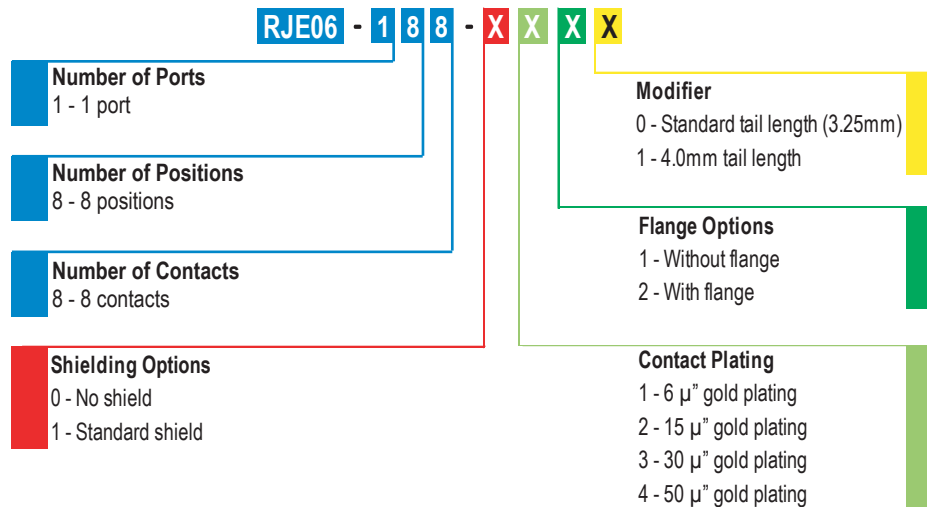 RJE06 - 1 8 8 - X X X X
Number of Ports
1 - 1 port
Number of Positions
8 - 8 positions
Number of Contacts
8 - 8 contacts
Shielding Options
0 - No shield
1 - Standard shield
Modifier
0 - Standard tail length (3.25mm)
1 - 4.0mm tail length
Flange Options
1 - Without flange
2 - With flange
Contact Plating
1 - 6 µ” gold plating
2 - 15 µ” gold plating
3 - 30 µ” gold plating
4 - 50 µ” gold plating